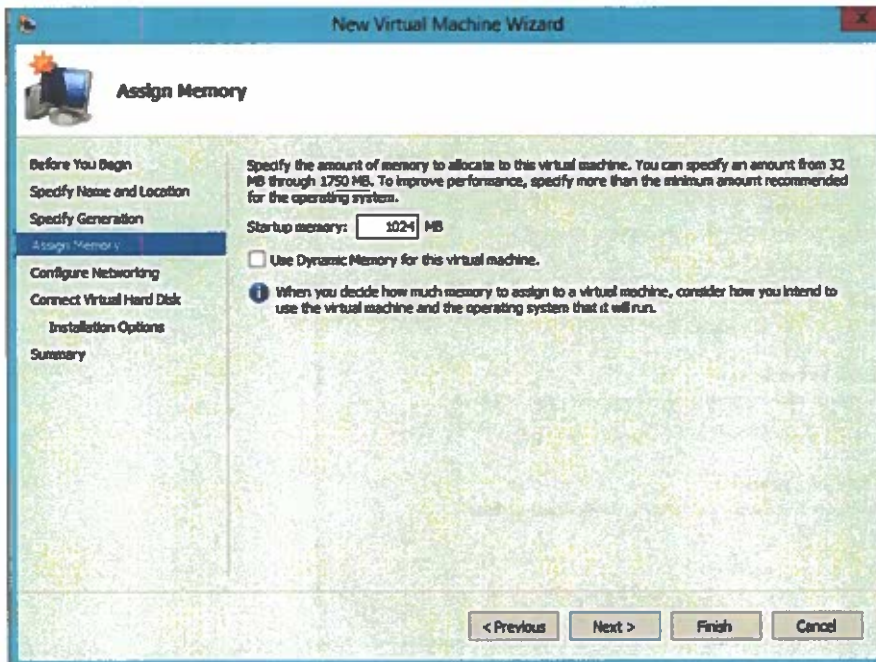 New Virtual Machine Wizard
Assign Memory
Before You Begin
Specify Name and Location
Specify Generation
Assign Memory
Configure Networking
Connect Virtual Hard Disk
Installation Options
Summary
Specify the amount of memory to allocate to this virtual machine. You can specify an amount from 32
MB through 1750 MB. To improve performance, specify more than the minimum amount recommended
for the operating system.
Startup memory: 1024 MB
Use Dynamic Memory for this virtual machine.
When you decide how much memory to assign to a virtual machine, consider how you intend to
use the virtual machine and the operating system that it will run.
< Previous
Next >
Finish
Cancel